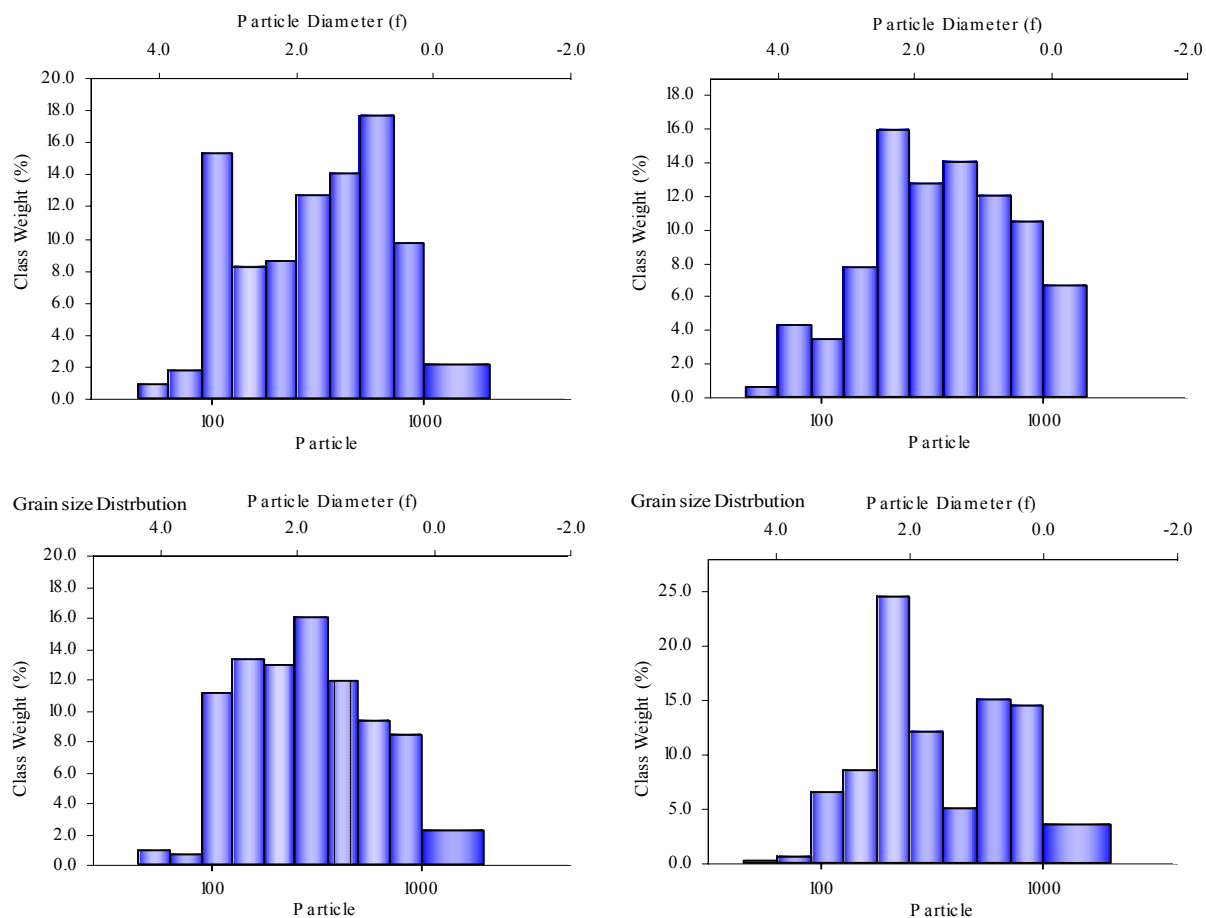 Particle Diameter (f)
4.0 2.0 0.0 -2.0
20.0
18.0
16.0
14.0
12.0
10.0
8.0
6.0
4.0
2.0
0.0
Class Weight (%)
100 1000
Particle
Particle Diameter (f)
4.0 2.0 0.0 -2.0
18.0
16.0
14.0
12.0
10.0
8.0
6.0
4.0
2.0
0.0
Class Weight (%)
100 1000
Particle
Grain size Distrbution Particle Diameter (f)
4.0 2.0 0.0 -2.0
20.0
18.0
16.0
14.0
12.0
10.0
8.0
6.0
4.0
2.0
0.0
Class Weight (%)
100 1000
Particle
Grain size Distrbution Particle Diameter (f)
4.0 2.0 0.0 -2.0
25.0
20.0
15.0
10.0
5.0
0.0
Class Weight (%)
100 1000
Particle